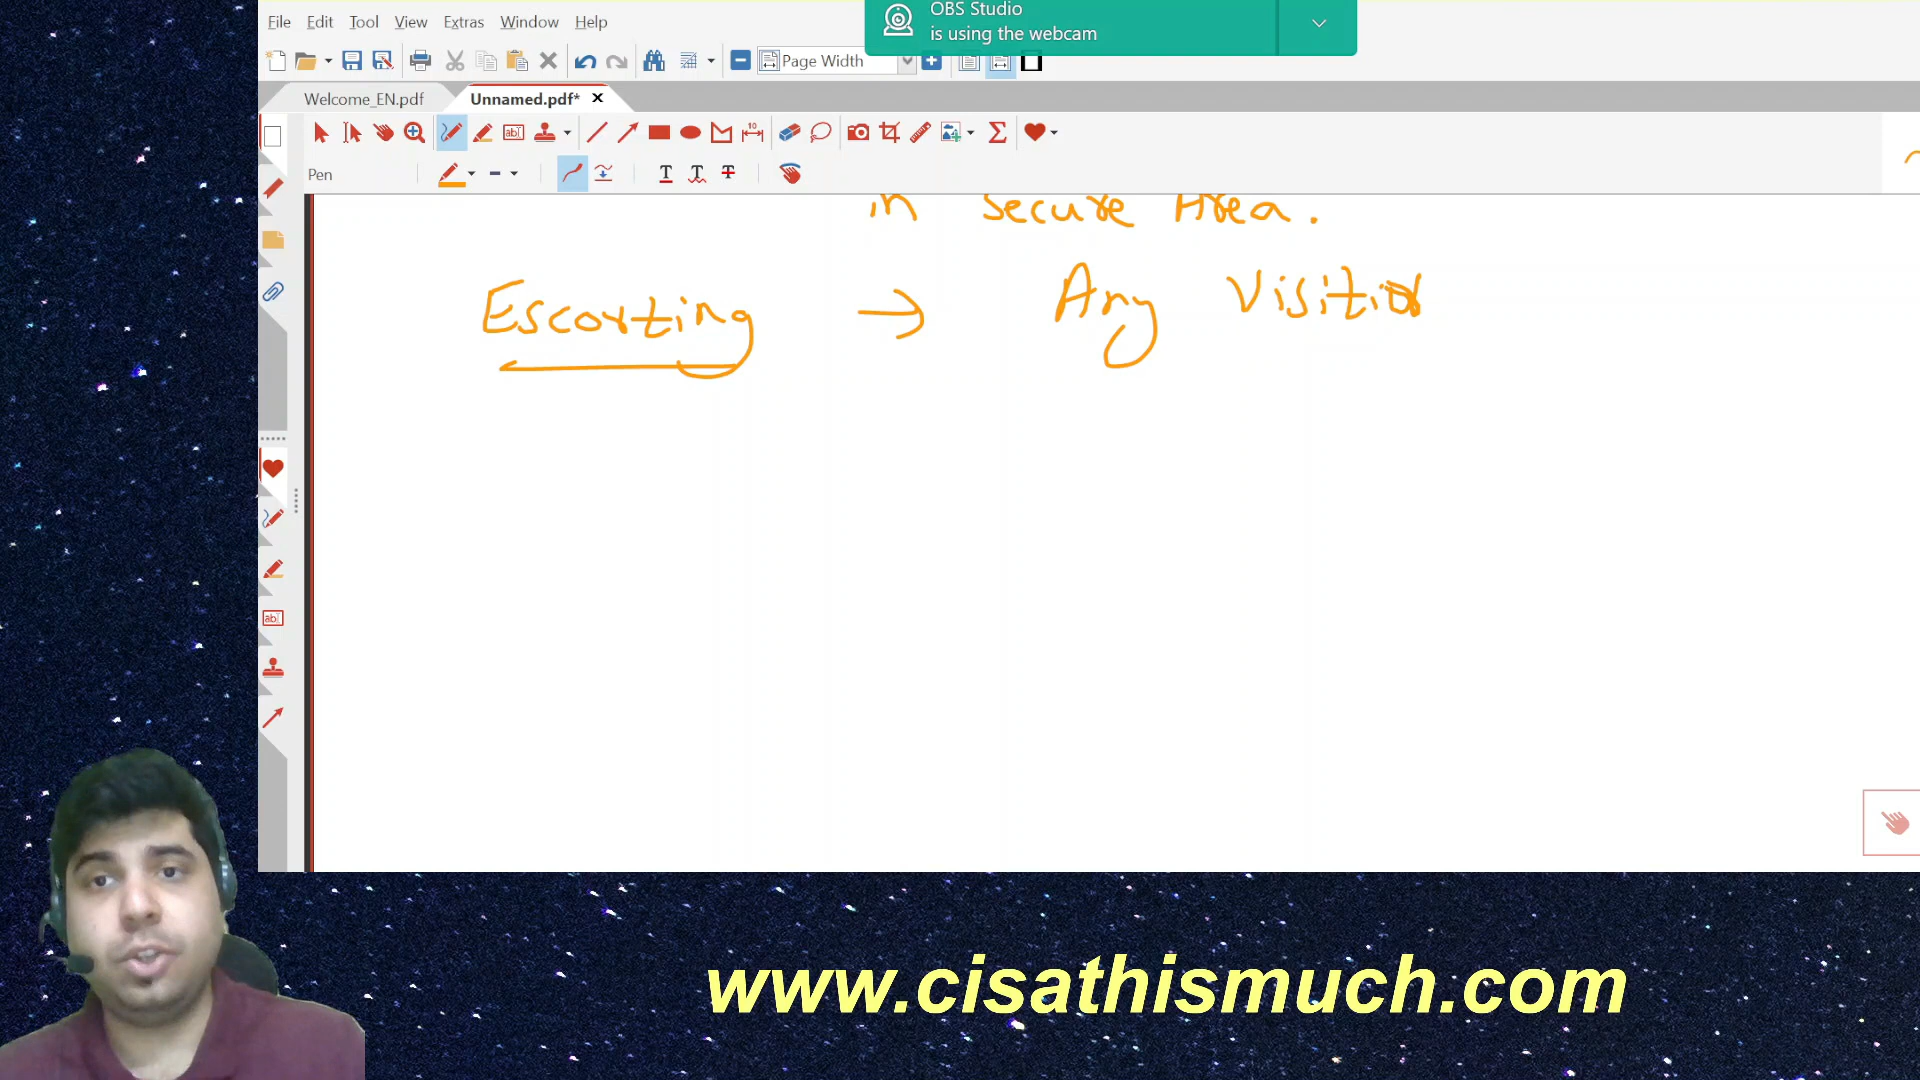 OBS Studio
is using the webcam
File Edit Tool View Extras Window Help
Page Width
Welcome_EN.pdf Unnamed.pdf*
Pen
in Secure Area.
Escorting → Any Visitor
www.cisathismuch.com